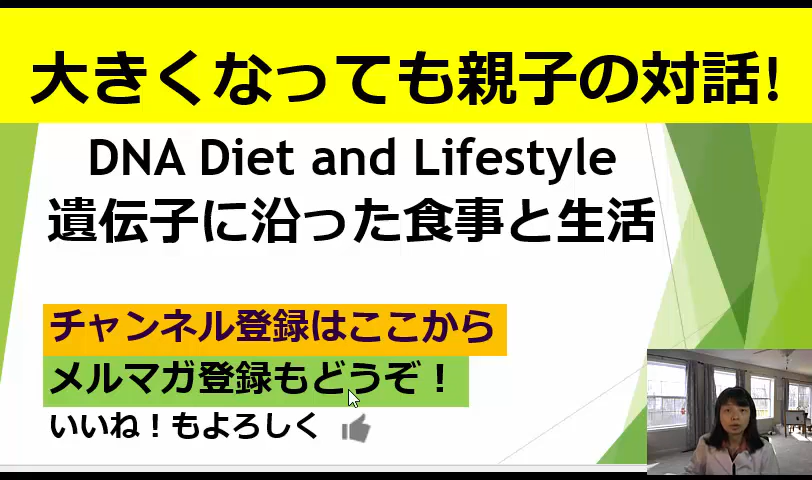 大きくなっても親子の対話!
DNA Diet and Lifestyle
遺伝子に沿った食事と生活
チャンネル登録はここから
メルマガ登録もどうぞ！
いいね！もよろしく